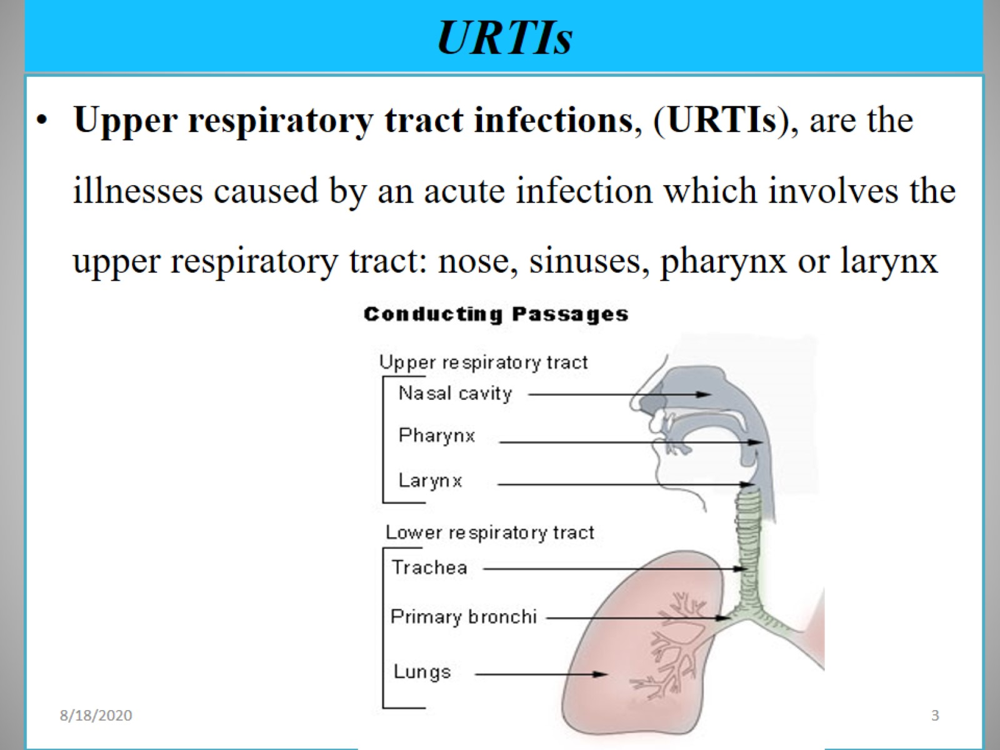 URTIs
• Upper respiratory tract infections, (URTIs), are the
illnesses caused by an acute infection which involves the
upper respiratory tract: nose, sinuses, pharynx or larynx
Conducting Passages
Upper respiratory tract
Nasal cavity
Pharynx
Larynx
Lower respiratory tract
Trachea
Primary bronchi
Lungs
8/18/2020
3